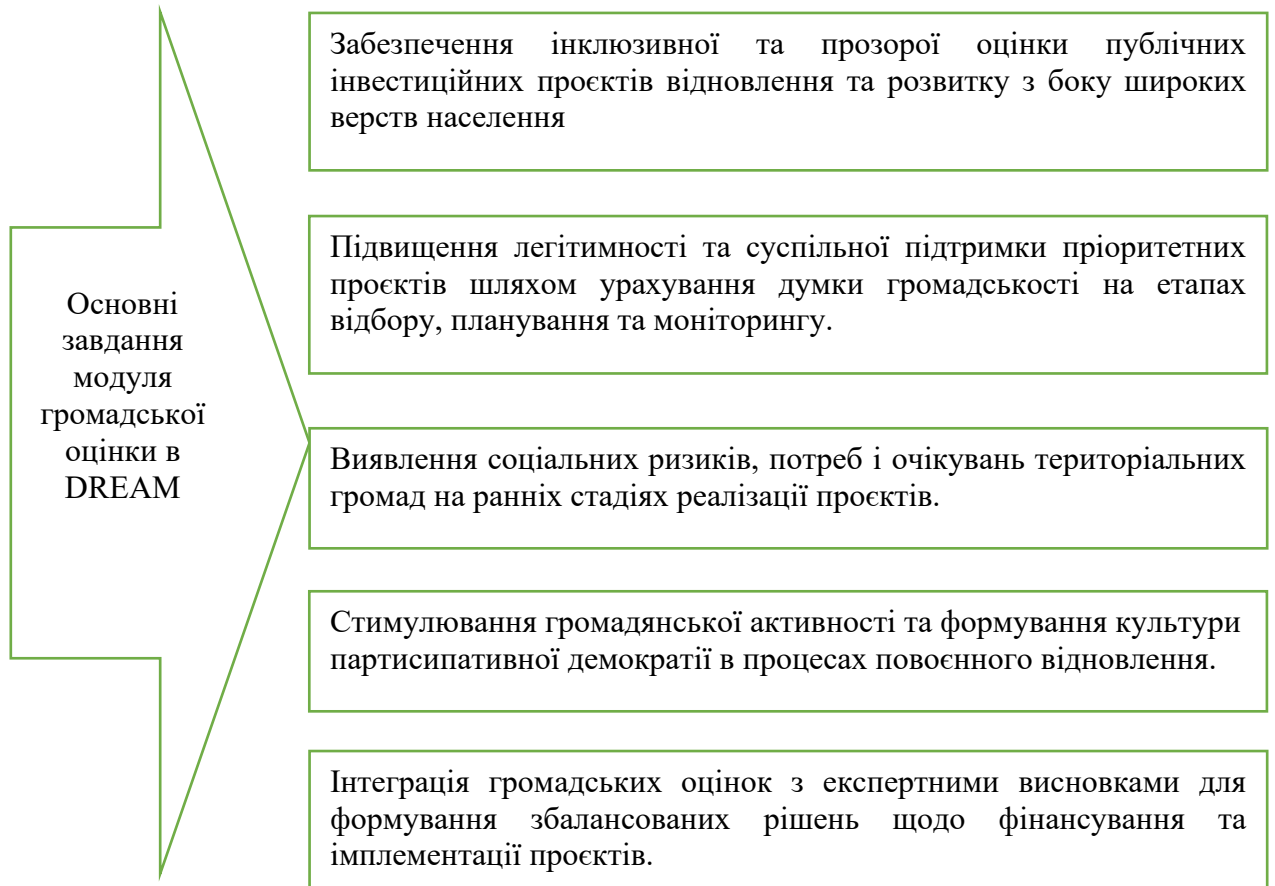 Основні
завдання
модуля
громадської
оцінки в
DREAM
Забезпечення інклюзивної та прозорої оцінки публічних
інвестиційних проєктів відновлення та розвитку з боку широких
верств населення
Підвищення легітимності та суспільної підтримки пріоритетних
проєктів шляхом урахування думки громадськості на етапах
відбору, планування та моніторингу.
Виявлення соціальних ризиків, потреб і очікувань територіальних
громад на ранніх стадіях реалізації проєктів.
Стимулювання громадянської активності та формування культури
партисипативної демократії в процесах повоєнного відновлення.
Інтеграція громадських оцінок з експертними висновками для
формування збалансованих рішень щодо фінансування та
імплементації проєктів.